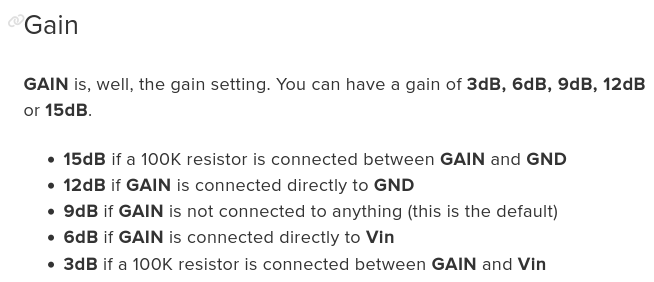 Gain
GAIN is, well, the gain setting. You can have a gain of 3dB, 6dB, 9dB, 12dB
or 15dB.
• 15dB if a 100K resistor is connected between GAIN and GND
• 12dB if GAIN is connected directly to GND
• 9dB if GAIN is not connected to anything (this is the default)
• 6dB if GAIN is connected directly to Vin
• 3dB if a 100K resistor is connected between GAIN and Vin